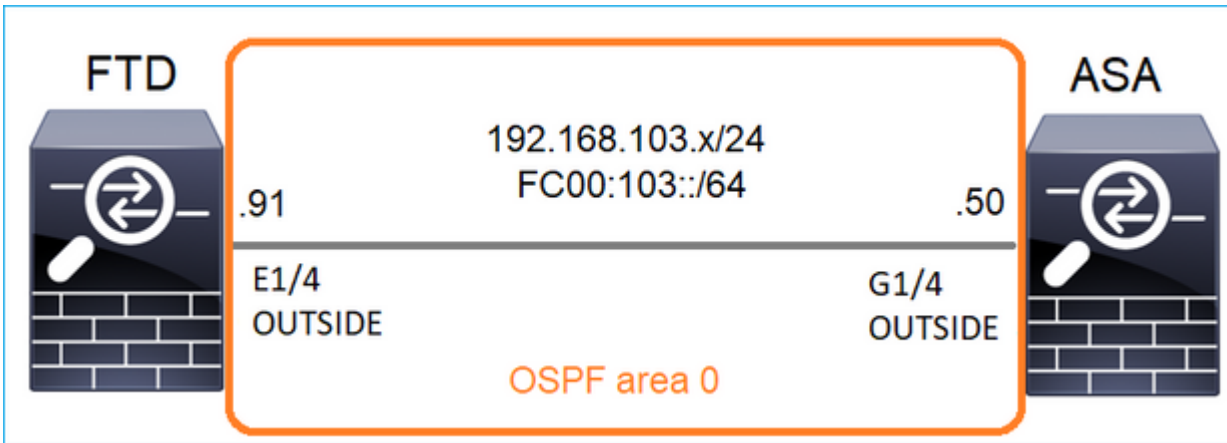 FTD
ASA
192.168.103.x/24
FC00:103::/64
.91
.50
E1/4
OUTSIDE
G1/4
OUTSIDE
OSPF area 0